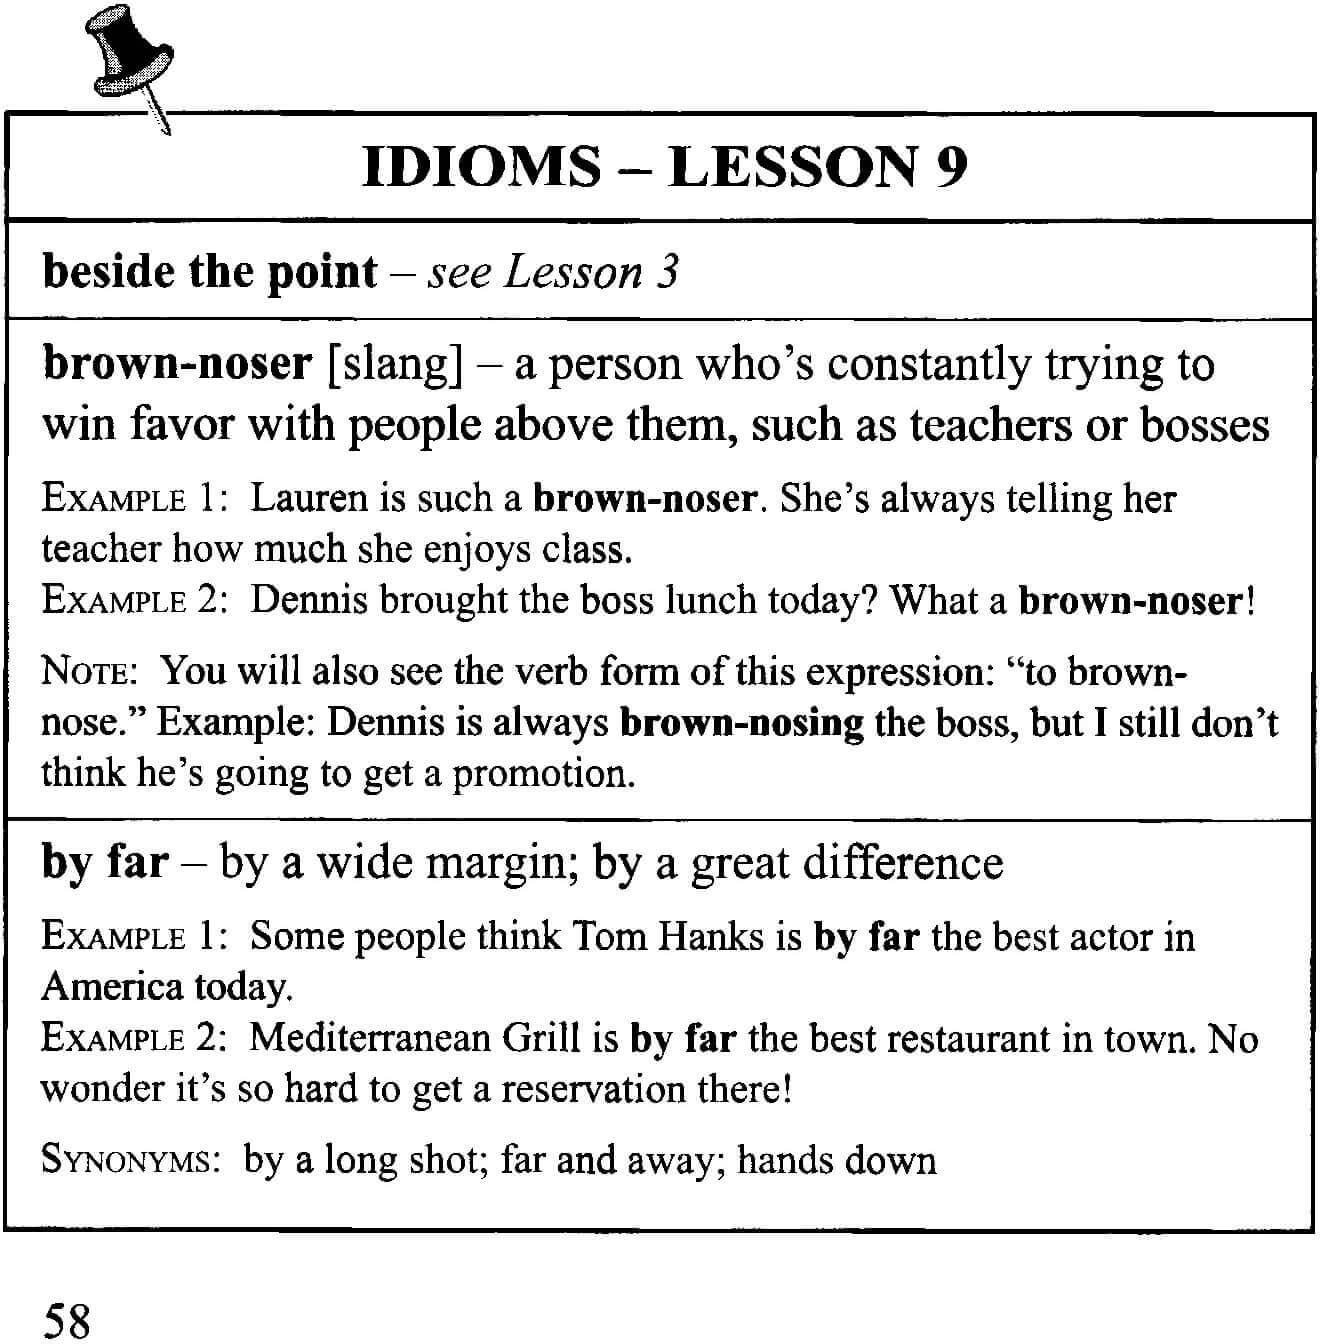 IDIOMS – LESSON 9
beside the point – see Lesson 3
brown-noser [slang] – a person who's constantly trying to
win favor with people above them, such as teachers or bosses
EXAMPLE 1: Lauren is such a brown-noser. She's always telling her
teacher how much she enjoys class.
EXAMPLE 2: Dennis brought the boss lunch today? What a brown-noser!
NOTE: You will also see the verb form of this expression: “to brown-
nose.” Example: Dennis is always brown-nosing the boss, but I still don't
think he's going to get a promotion.
by far – by a wide margin; by a great difference
EXAMPLE 1: Some people think Tom Hanks is by far the best actor in
America today.
EXAMPLE 2: Mediterranean Grill is by far the best restaurant in town. No
wonder it's so hard to get a reservation there!
SYNONYMS: by a long shot; far and away; hands down
58